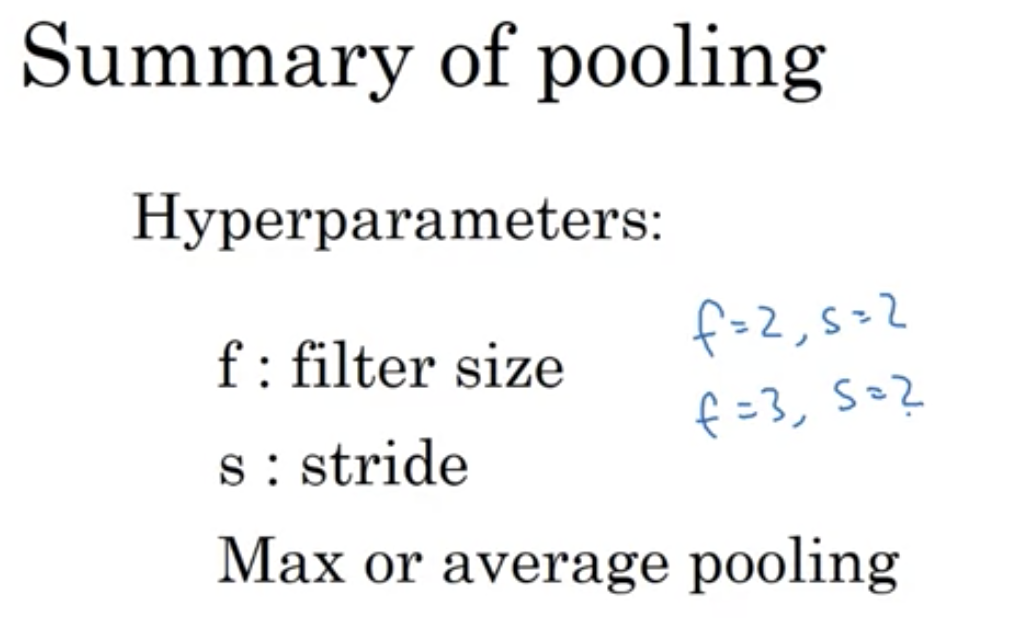 Summary of pooling
Hyperparameters:
f=2, s=2
f : filter size
f=3, s=2
s : stride
Max or average pooling